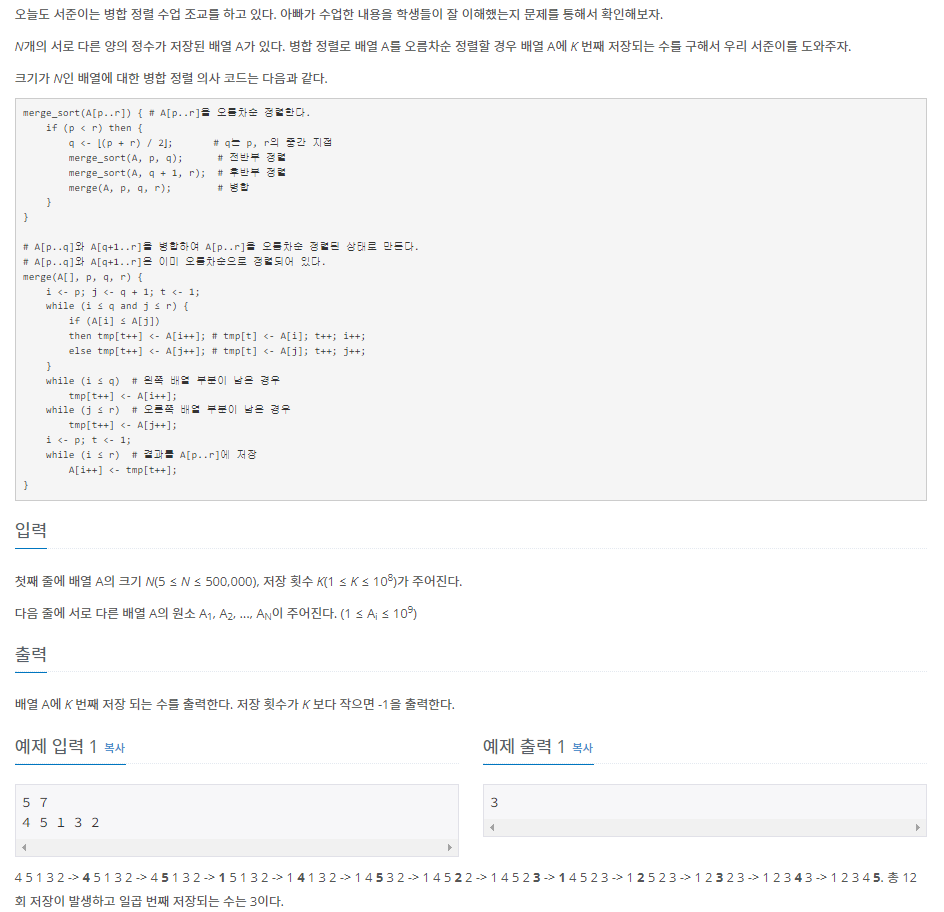 오늘도 서준이는 병합 정렬 수업 조교를 하고 있다. 아빠가 수업한 내용을 학생들이 잘 이해했는지 문제를 통해서 확인해보자.
N개의 서로 다른 양의 정수가 저장된 배열 A가 있다. 병합 정렬로 배열 A를 오름차순 정렬할 경우 배열 A에 K 번째 저장되는 수를 구해서 우리 서준이를 도와주자.
크기가 N인 배열에 대한 병합 정렬 의사 코드는 다음과 같다.
merge_sort(A[p..r]) { # A[p..r]을 오름차순 정렬한다.
    if (p < r) then {
        q <- ⌊(p + r) / 2⌋;       # q는 p, r의 중간 지점
        merge_sort(A, p, q);      # 전반부 정렬
        merge_sort(A, q + 1, r);  # 후반부 정렬
        merge(A, p, q, r);        # 병합
    }
}
# A[p..q]와 A[q+1..r]을 병합하여 A[p..r]을 오름차순 정렬된 상태로 만든다.
# A[p..q]와 A[q+1..r]은 이미 오름차순으로 정렬되어 있다.
merge(A[], p, q, r) {
    i <- p; j <- q + 1; t <- 1;
    while (i ≤ q and j ≤ r) {
        if (A[i] ≤ A[j])
        then tmp[t++] <- A[i++]; # tmp[t] <- A[i]; t++; i++;
        else tmp[t++] <- A[j++]; # tmp[t] <- A[j]; t++; j++;
    }
    while (i ≤ q)  # 왼쪽 배열 부분이 남은 경우
        tmp[t++] <- A[i++];
    while (j ≤ r)  # 오른쪽 배열 부분이 남은 경우
        tmp[t++] <- A[j++];
    i <- p; t <- 1;
    while (i ≤ r)  # 결과를 A[p..r]에 저장
        A[i++] <- tmp[t++];
}
입력
첫째 줄에 배열 A의 크기 N(5 ≤ N ≤ 500,000), 저장 횟수 K(1 ≤ K ≤ 10⁸)가 주어진다.
다음 줄에 서로 다른 배열 A의 원소 A₁, A₂, ..., A_N이 주어진다. (1 ≤ Aᵢ ≤ 10⁹)
출력
배열 A에 K 번째 저장 되는 수를 출력한다. 저장 횟수가 K 보다 작으면 -1을 출력한다.
예제 입력 1 복사
5 7
4 5 1 3 2
예제 출력 1 복사
3
4 5 1 3 2 -> 4 5 1 3 2 -> 4 5 1 3 2 -> 1 5 1 3 2 -> 1 4 1 3 2 -> 1 4 5 3 2 -> 1 4 5 2 2 -> 1 4 5 2 3 -> 1 4 5 2 3 -> 1 2 5 2 3 -> 1 2 3 2 3 -> 1 2 3 4 3 -> 1 2 3 4 5. 총 12
회 저장이 발생하고 일곱 번째 저장되는 수는 3이다.